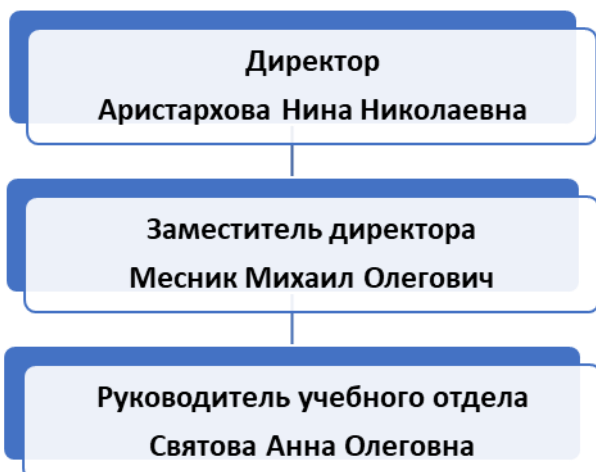 Директор
Аристархова Нина Николаевна
Заместитель директора
Месник Михаил Олегович
Руководитель учебного отдела
Святова Анна Олеговна